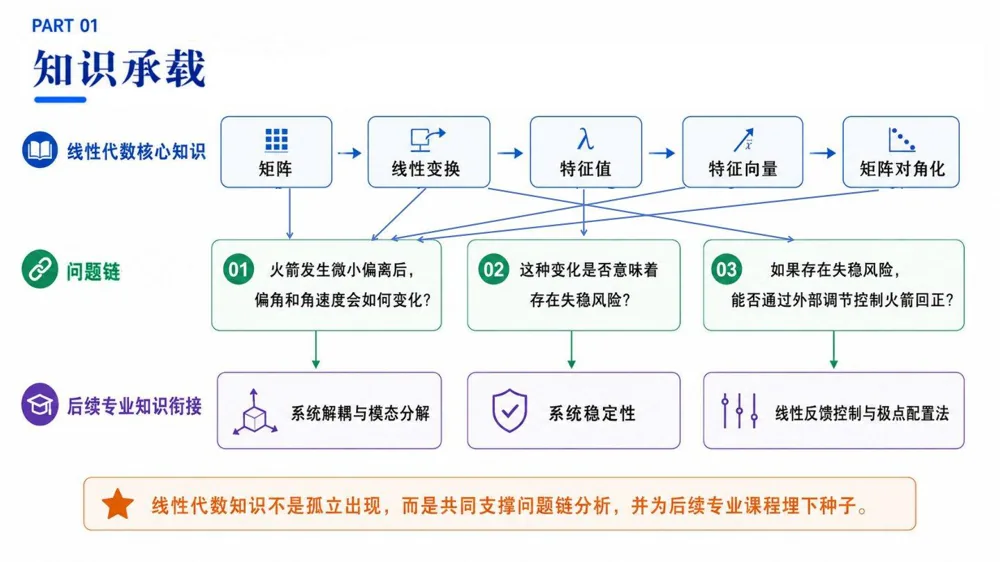 PART 01
知识承载
线性代数核心知识
矩阵
线性变换
λ
特征值
x
特征向量
矩阵对角化
问题链
01
火箭发生微小偏离后，
偏角和角速度会如何变化？
02
这种变化是否意味着
存在失稳风险？
03
如果存在失稳风险，
能否通过外部调节控制火箭回正？
后续专业知识衔接
系统解耦与模态分解
系统稳定性
线性反馈控制与极点配置法
线性代数知识不是孤立出现，而是共同支撑问题链分析，并为后续专业课程埋下种子。